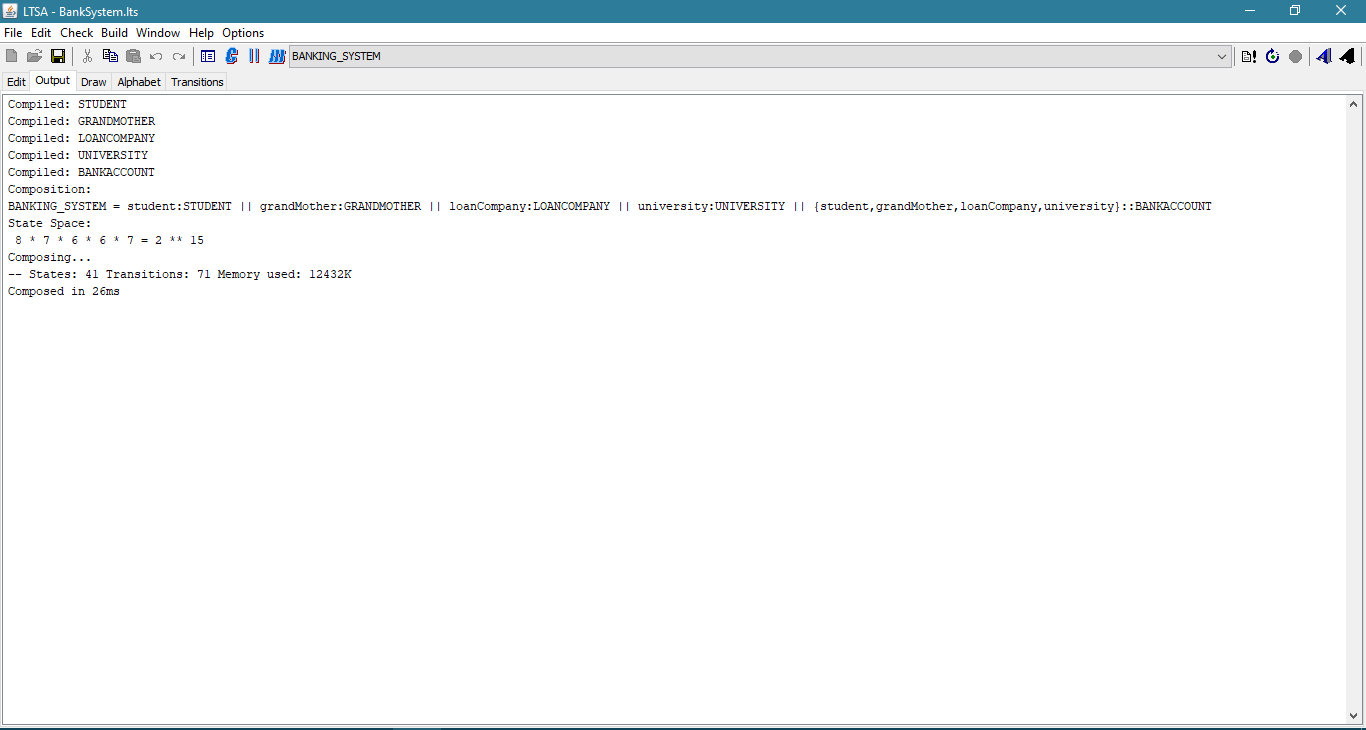 LTSA - BankSystem.lts
File Edit Check Build Window Help Options
BANKING_SYSTEM
Edit Output Draw Alphabet Transitions
Compiled: STUDENT
Compiled: GRANDMOTHER
Compiled: LOANCOMPANY
Compiled: UNIVERSITY
Compiled: BANKACCOUNT
Composition:
BANKING_SYSTEM = student:STUDENT || grandMother:GRANDMOTHER || loanCompany:LOANCOMPANY || university:UNIVERSITY || {student,grandMother,loanCompany,university}::BANKACCOUNT
State Space:
8 * 7 * 6 * 6 * 7 = 2 ** 15
Composing...
-- States: 41 Transitions: 71 Memory used: 12432K
Composed in 26ms